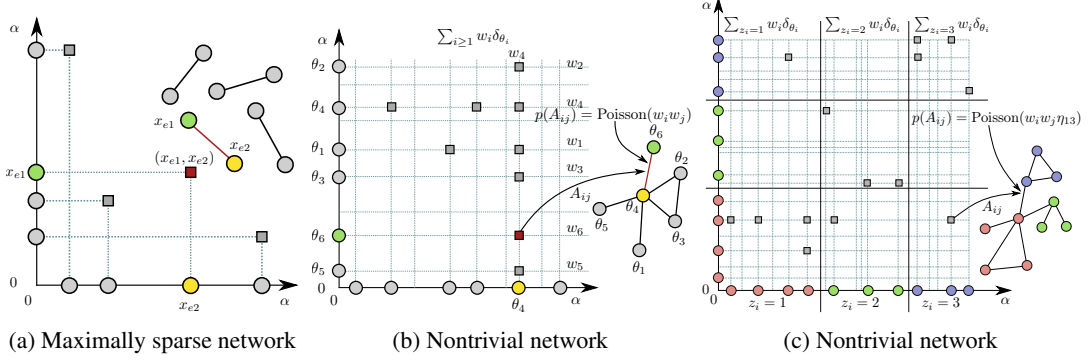 α
x_{e1}
0
x_{e2}
α
x_{e1}
x_{e2}
(x_{e1}, x_{e2})
(a) Maximally sparse network
α
∑_{i≥1} w_i δ_{θ_i}
w_4
θ_2
w_2
θ_4
w_4
θ_1
w_1
θ_3
w_3
A_{ij}
θ_6
w_6
θ_5
w_5
0
0
θ_4
α
p(A_{ij}) = Poisson(w_i w_j)
θ_6
θ_2
θ_4
θ_5
θ_3
θ_1
(b) Nontrivial network
α
∑_{z_i=1} w_i δ_{θ_i}
∑_{z_i=2} w_i δ_{θ_i}
∑_{z_i=3} w_i δ_{θ_i}
p(A_{ij}) = Poisson(w_i w_j η_{13})
A_{ij}
0
0
z_i = 1
z_i = 2
z_i = 3
α
(c) Nontrivial network